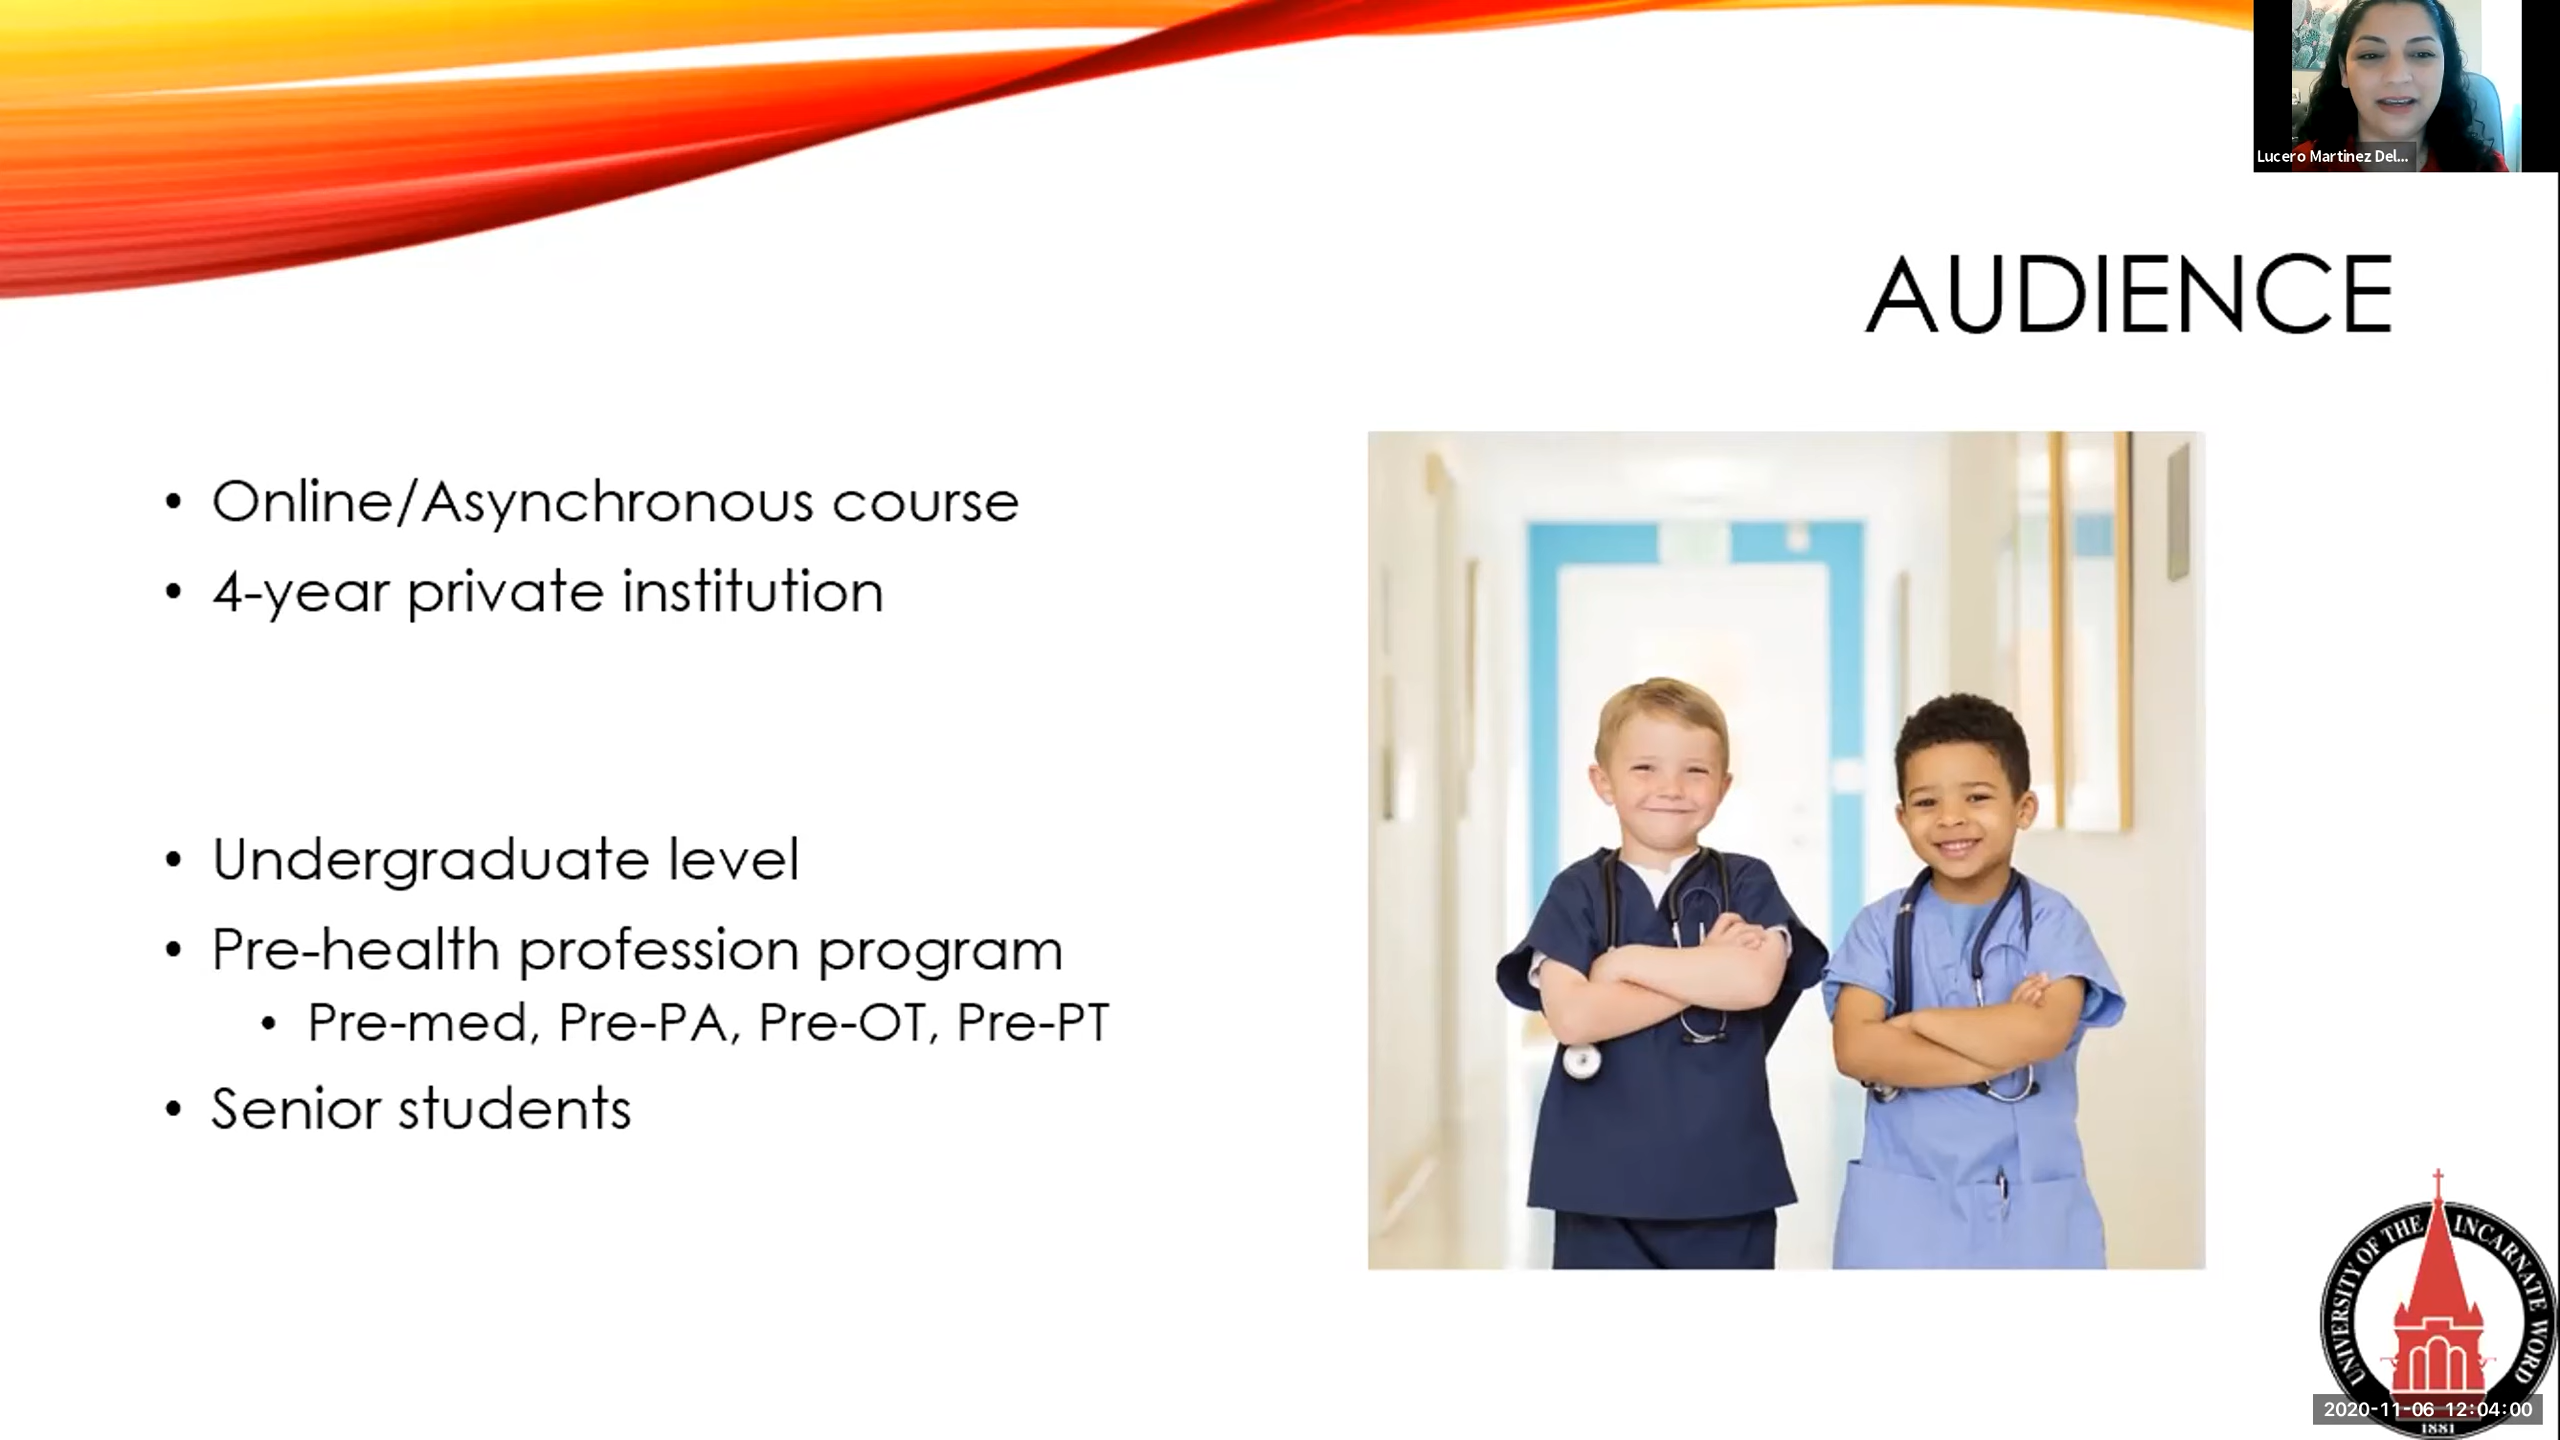 Lucero Martinez Del...
AUDIENCE
• Online/Asynchronous course
• 4-year private institution
• Undergraduate level
• Pre-health profession program
• Pre-med, Pre-PA, Pre-OT, Pre-PT
• Senior students
UNIVERSITY OF THE INCARNATE WORD
2020-11-06 12:04:00
1881